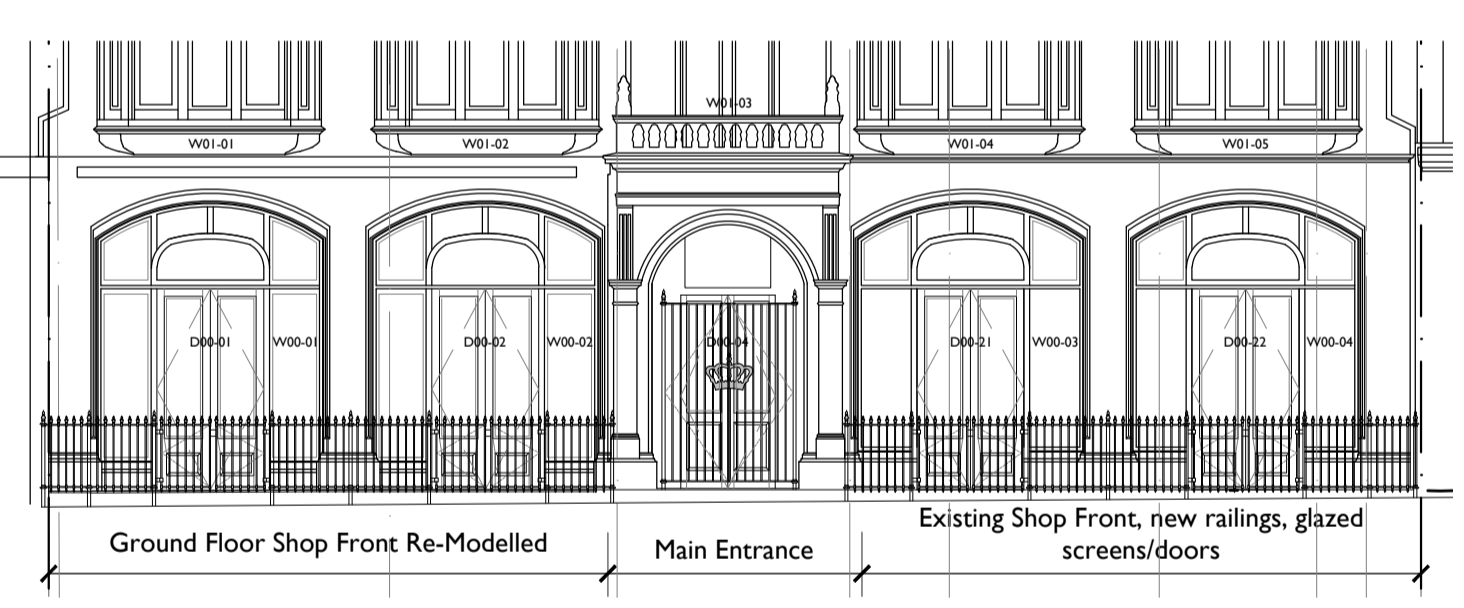 W01-03
W01-01
W01-02
W01-04
W01-05
D00-01
W00-01
D00-02
W00-02
D00-04
D00-21
W00-03
D00-22
W00-04
Ground Floor Shop Front Re-Modelled
Main Entrance
Existing Shop Front, new railings, glazed
screens/doors